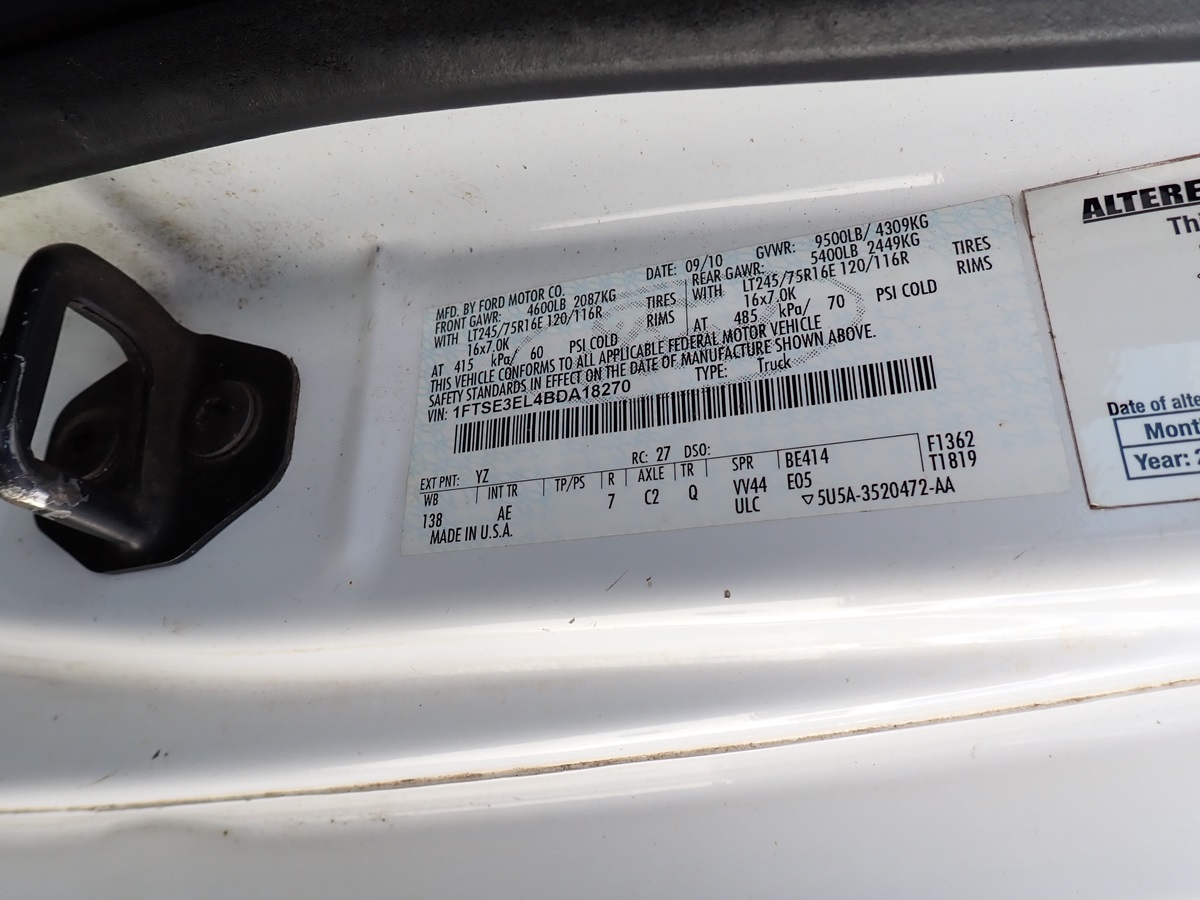 MFD. BY FORD MOTOR CO.
DATE: 09/10 GVWR: 9500LB/ 4309KG
FRONT GAWR: 4600LB 2087KG
REAR GAWR: 5400LB 2449KG
WITH LT245/75R16E 120/116R TIRES
WITH LT245/75R16E 120/116R TIRES
16x7.0K RIMS
16x7.0K RIMS
AT 415 kPa/ 60 PSI COLD
AT 485 kPa/ 70 PSI COLD
THIS VEHICLE CONFORMS TO ALL APPLICABLE FEDERAL MOTOR VEHICLE
SAFETY STANDARDS IN EFFECT ON THE DATE OF MANUFACTURE SHOWN ABOVE.
VIN: 1FTSE3EL4BDA18270 TYPE: Truck
EXT PNT: YZ RC: 27 DSO:
WB INT TR TP/PS R AXLE TR SPR BE414 F1362
138 AE 7 C2 Q VV44 E05 T1819
ULC ▽5U5A-3520472-AA
MADE IN U.S.A.
ALTERE
Th
Date of alte
Mont
Year: 2